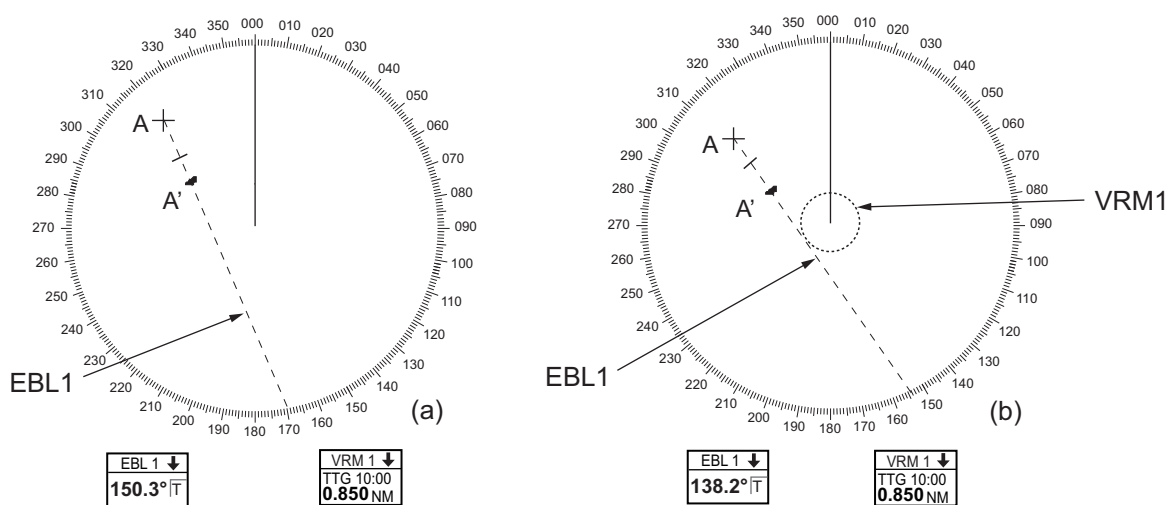 350 000 010
340 020
330 030
320 040
310 050
300 060
290 070
280 080
270 090
260 100
250 110
240 120
230 130
220 140
210 150
200 160
190 180 170
A
A’
EBL1
(a)
EBL 1
150.3° T
VRM 1
TTG 10:00
0.850 NM
350 000 010
340 020
330 030
320 040
310 050
300 060
290 070
280 080
270 090
260 100
250 110
240 120
230 130
220 140
210 150
200 160
190 180 170
A
A’
VRM1
EBL1
(b)
EBL 1
138.2° T
VRM 1
TTG 10:00
0.850 NM